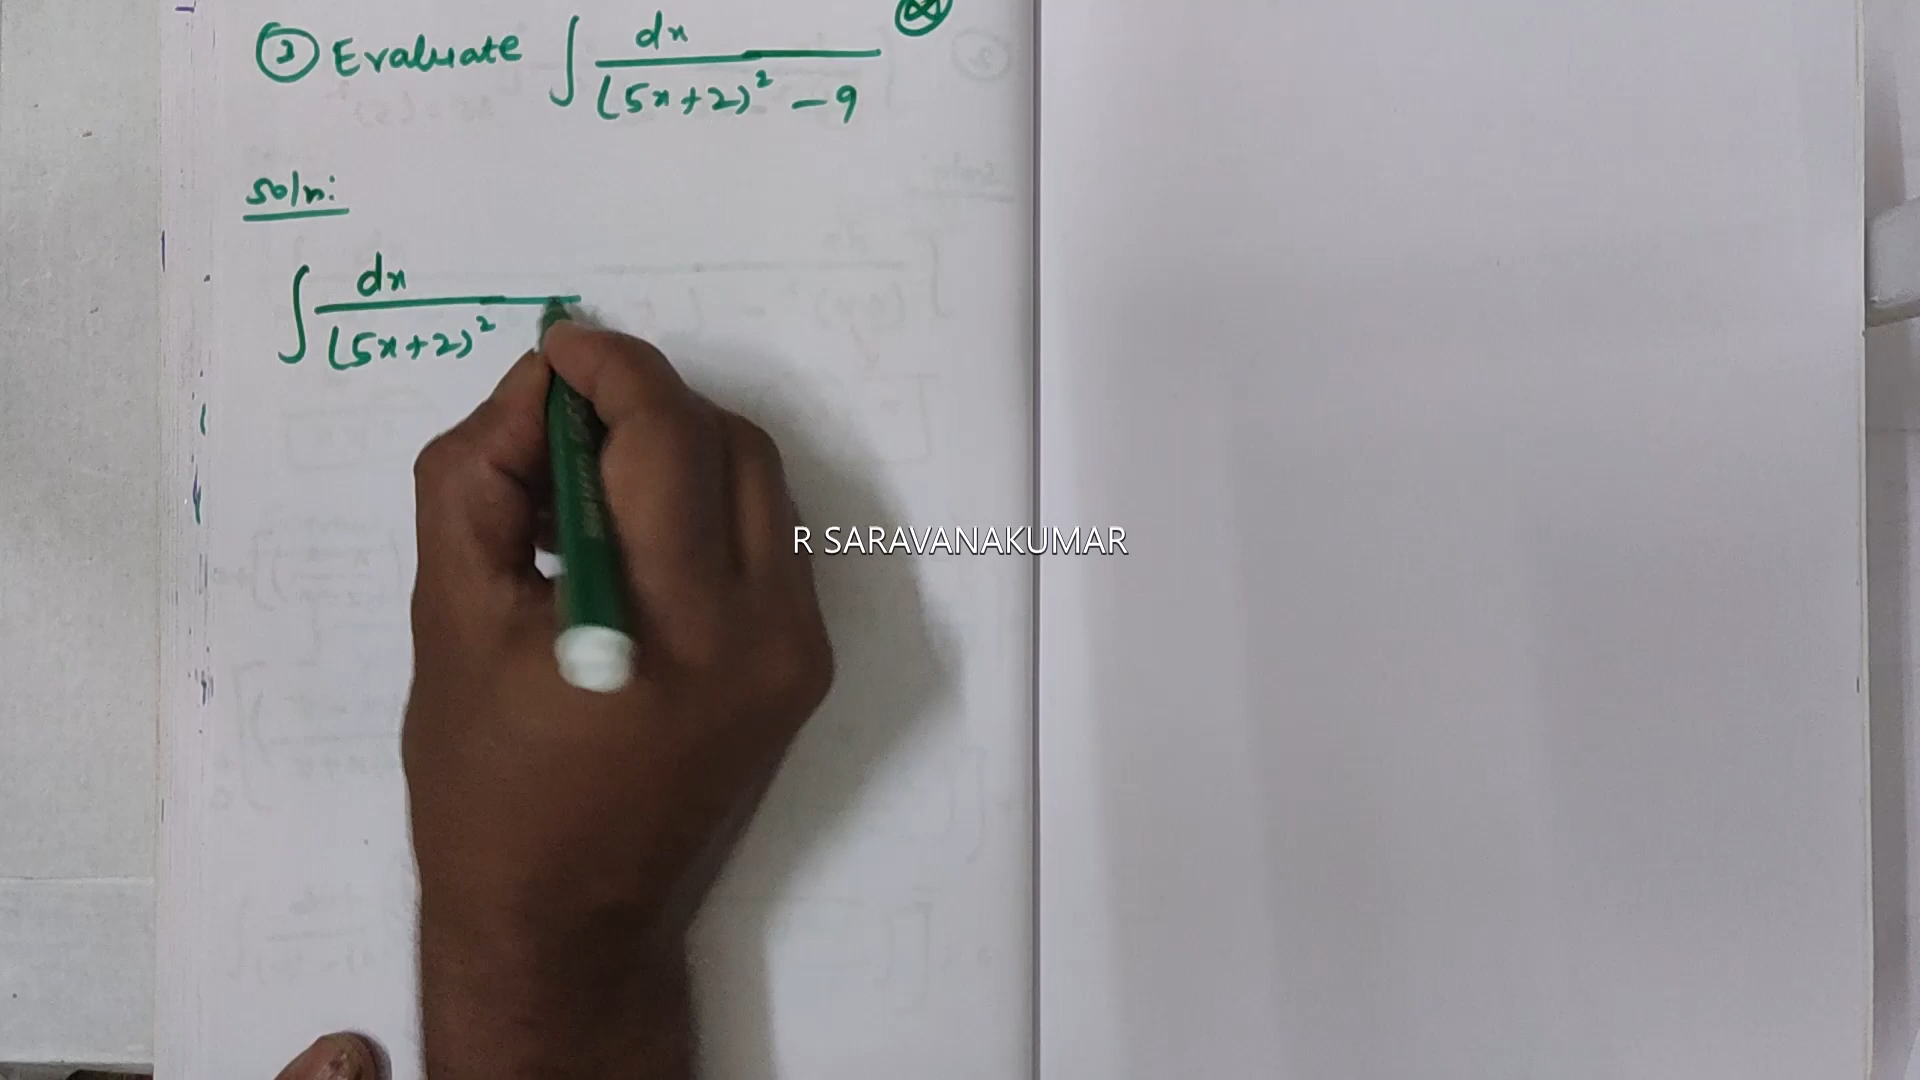 ③ Evaluate ∫ dx / (5x+2)² - 9
Soln:
∫ dx / (5x+2)²
R SARAVANAKUMAR